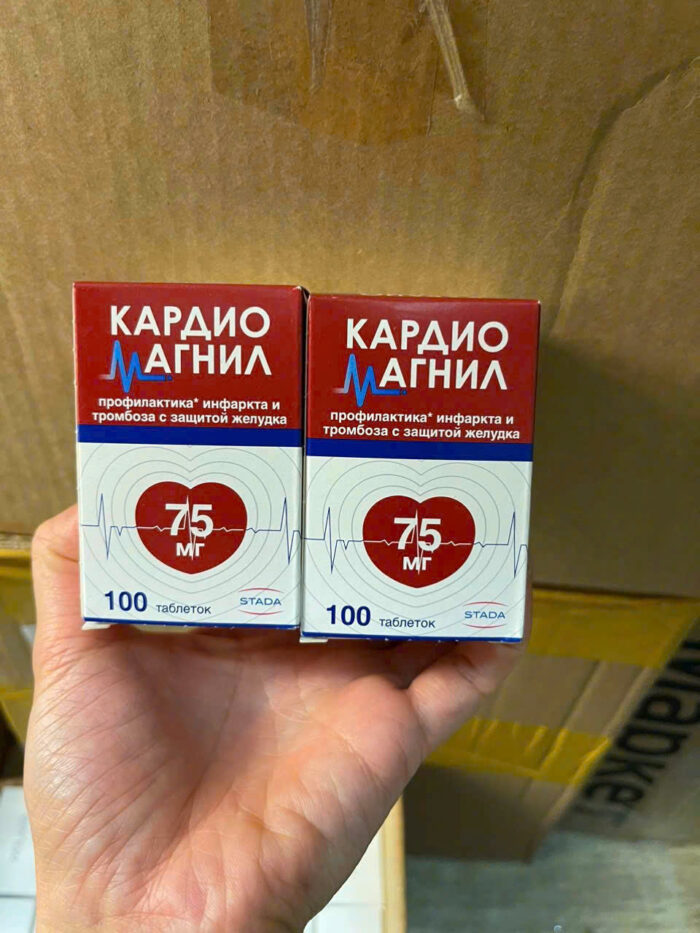 КАРДИО
МАГНИЛ
профилактика* инфаркта и
тромбоза с защитой желудка
75
мг
100 таблеток
STADA
КАРДИО
МАГНИЛ
профилактика* инфаркта и
тромбоза с защитой желудка
75
мг
100 таблеток
STADA
Маркет